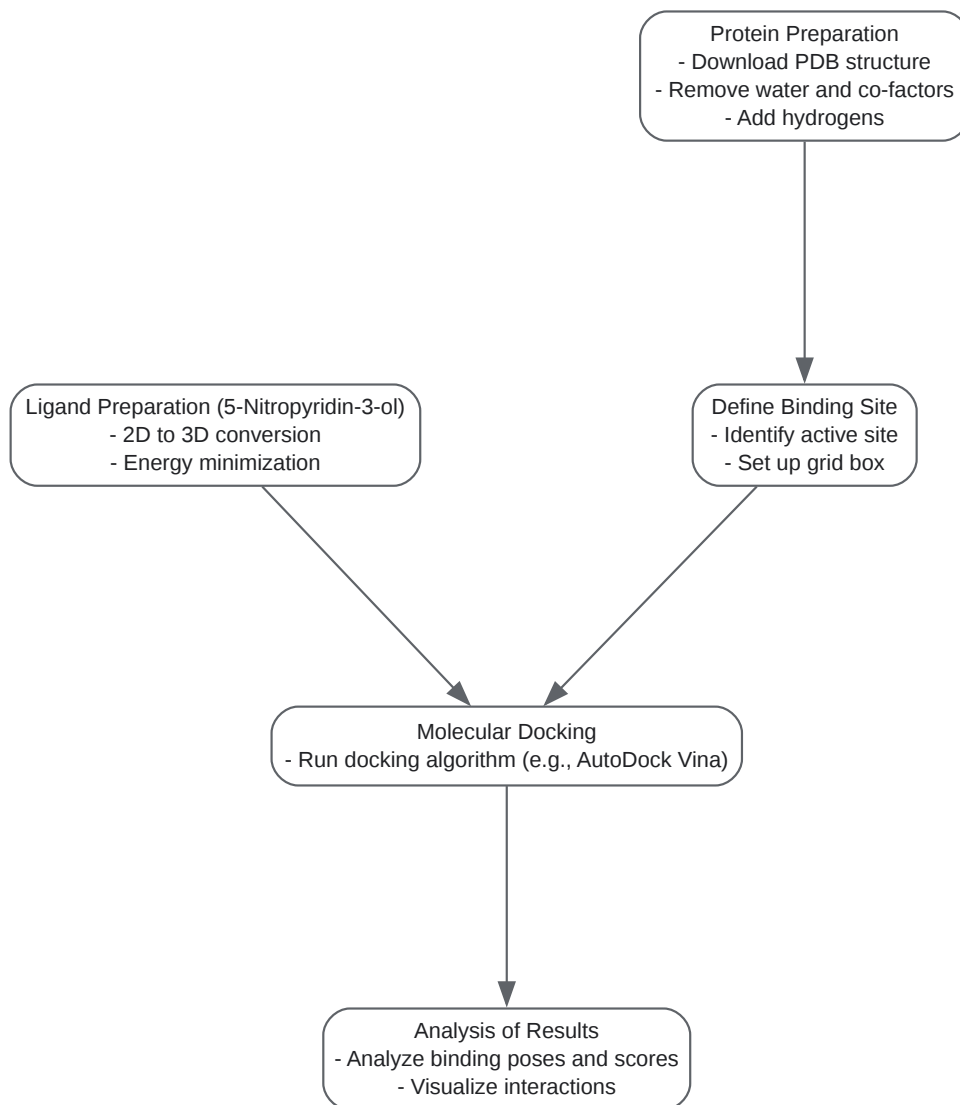 Protein Preparation
- Download PDB structure
- Remove water and co-factors
- Add hydrogens
Ligand Preparation (5-Nitropyridin-3-ol)
- 2D to 3D conversion
- Energy minimization
Define Binding Site
- Identify active site
- Set up grid box
Molecular Docking
- Run docking algorithm (e.g., AutoDock Vina)
Analysis of Results
- Analyze binding poses and scores
- Visualize interactions